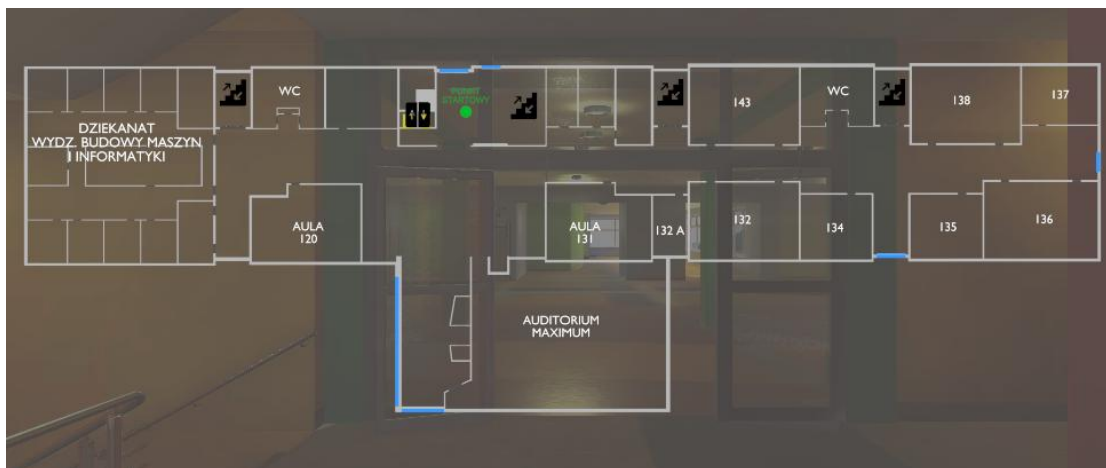 PUNKT
STARTOWY
WC
143
WC
138
137
DZIEKANAT
WYDZ. BUDOWY MASZYN
I INFORMATYKI
AULA
120
AULA
131
132 A
132
134
135
136
AUDITORIUM
MAXIMUM